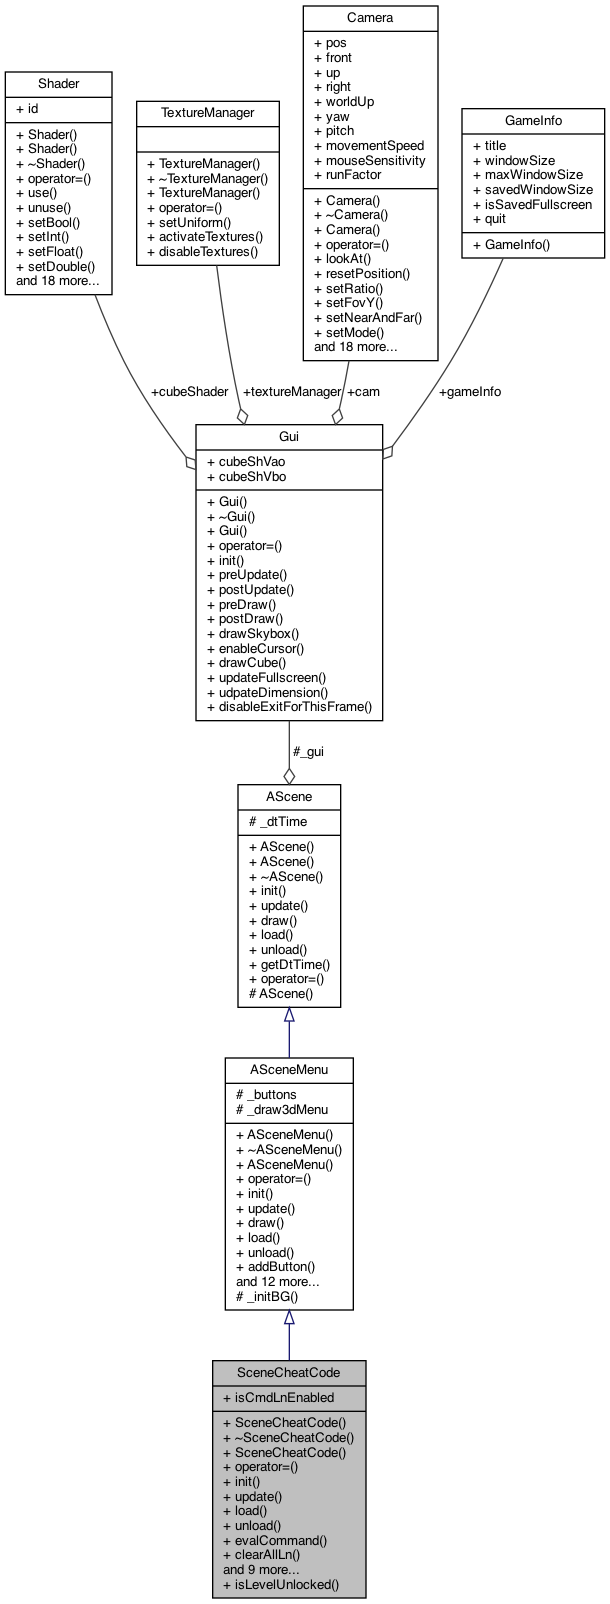 Shader
+ id
+ Shader()
+ Shader()
+ ~Shader()
+ operator=()
+ use()
+ unuse()
+ setBool()
+ setInt()
+ setFloat()
+ setDouble()
and 18 more...
TextureManager
+ TextureManager()
+ ~TextureManager()
+ TextureManager()
+ operator=()
+ setUniform()
+ activateTextures()
+ disableTextures()
Camera
+ pos
+ front
+ up
+ right
+ worldUp
+ yaw
+ pitch
+ movementSpeed
+ mouseSensitivity
+ runFactor
+ Camera()
+ ~Camera()
+ Camera()
+ operator=()
+ lookAt()
+ resetPosition()
+ setRatio()
+ setFovY()
+ setNearAndFar()
+ setMode()
and 18 more...
GameInfo
+ title
+ windowSize
+ maxWindowSize
+ savedWindowSize
+ isSavedFullscreen
+ quit
+ GameInfo()
+cubeShader
+textureManager
+cam
+gameInfo
Gui
+ cubeShVao
+ cubeShVbo
+ Gui()
+ ~Gui()
+ Gui()
+ operator=()
+ init()
+ preUpdate()
+ postUpdate()
+ preDraw()
+ postDraw()
+ drawSkybox()
+ enableCursor()
+ drawCube()
+ updateFullscreen()
+ udpateDimension()
+ disableExitForThisFrame()
#_gui
AScene
# _dtTime
+ AScene()
+ AScene()
+ ~AScene()
+ init()
+ update()
+ draw()
+ load()
+ unload()
+ getDtTime()
+ operator=()
# AScene()
ASceneMenu
# _buttons
# _draw3dMenu
+ ASceneMenu()
+ ~ASceneMenu()
+ ASceneMenu()
+ operator=()
+ init()
+ update()
+ draw()
+ load()
+ unload()
+ addButton()
and 12 more...
# _initBG()
SceneCheatCode
+ isCmdLnEnabled
+ SceneCheatCode()
+ ~SceneCheatCode()
+ SceneCheatCode()
+ operator=()
+ init()
+ update()
+ load()
+ unload()
+ evalCommand()
+ clearAllLn()
and 9 more...
+ isLevelUnlocked()